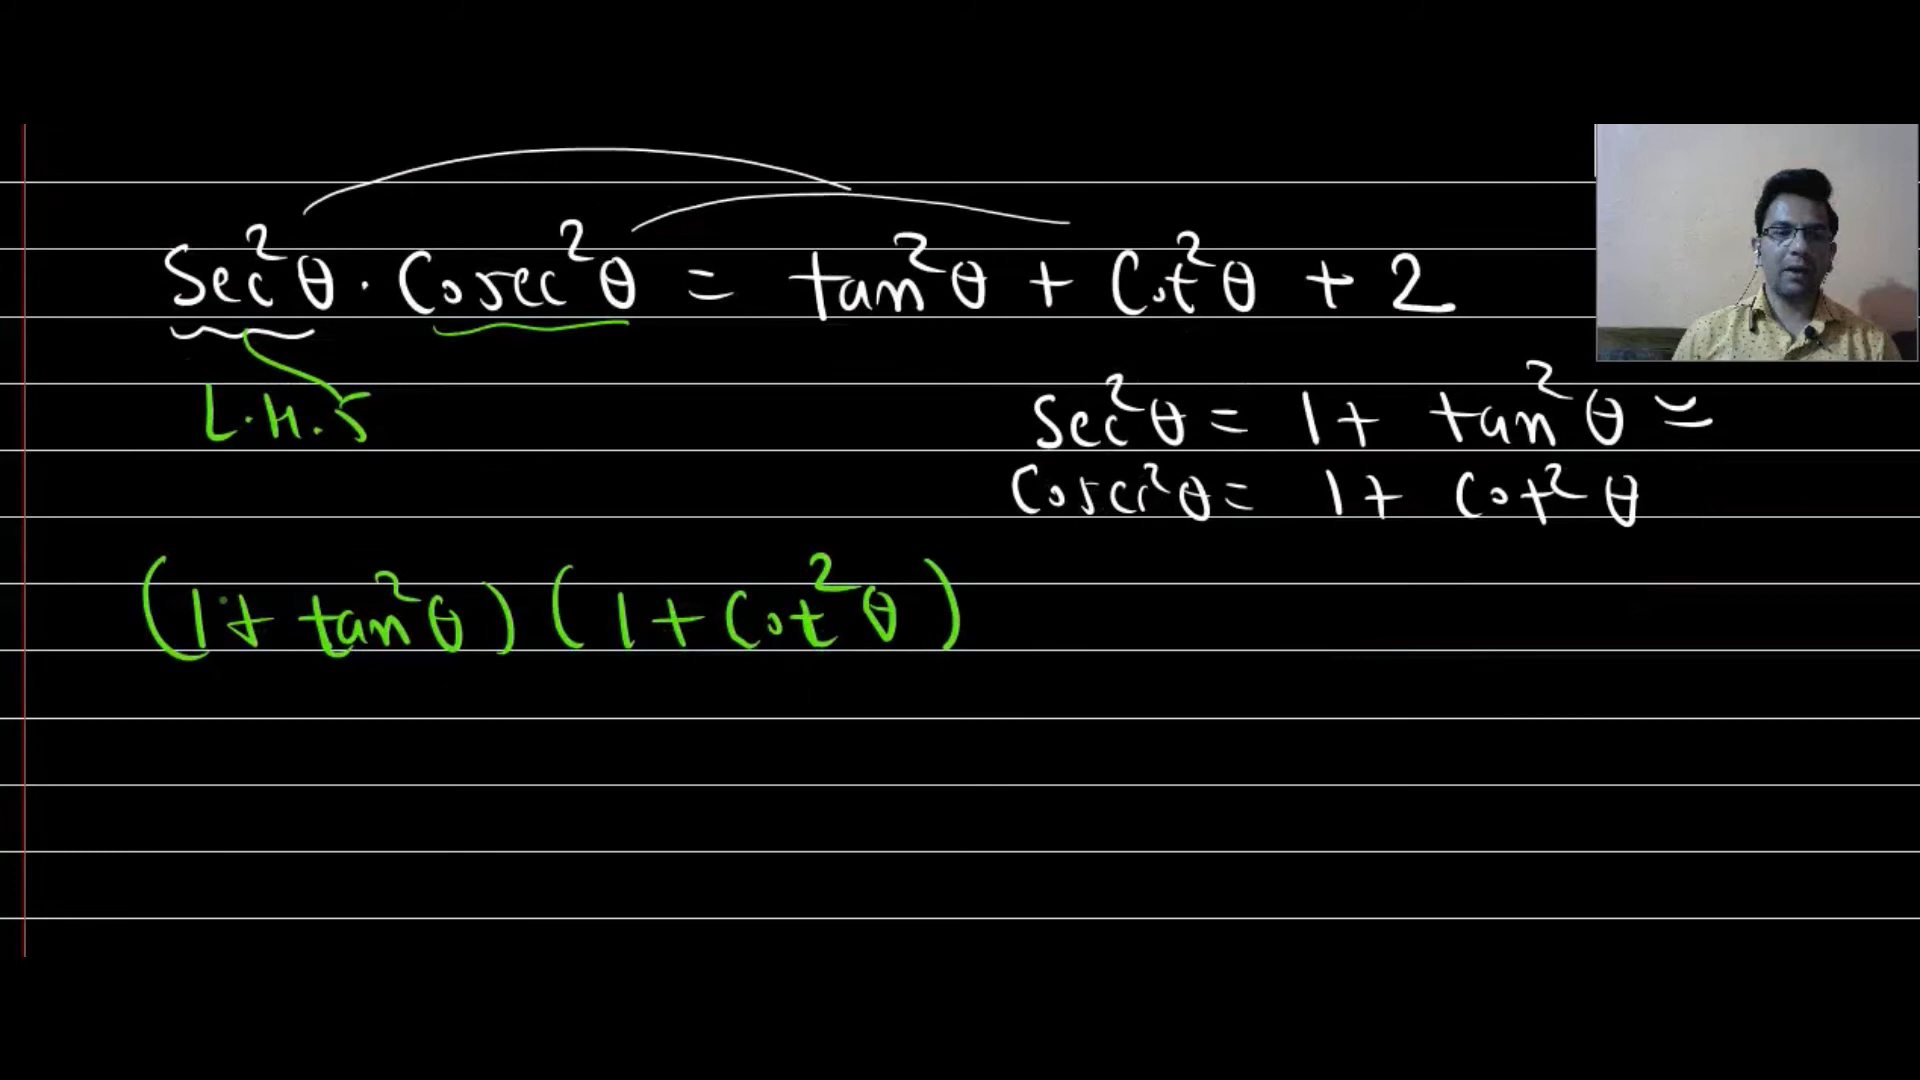 Sec²θ . Cosec²θ = tan²θ + Cot²θ + 2
L.H.S
Sec²θ = 1 + tan²θ =
Cosec²θ = 1 + Cot²θ
(1 + tan²θ) (1 + Cot²θ)